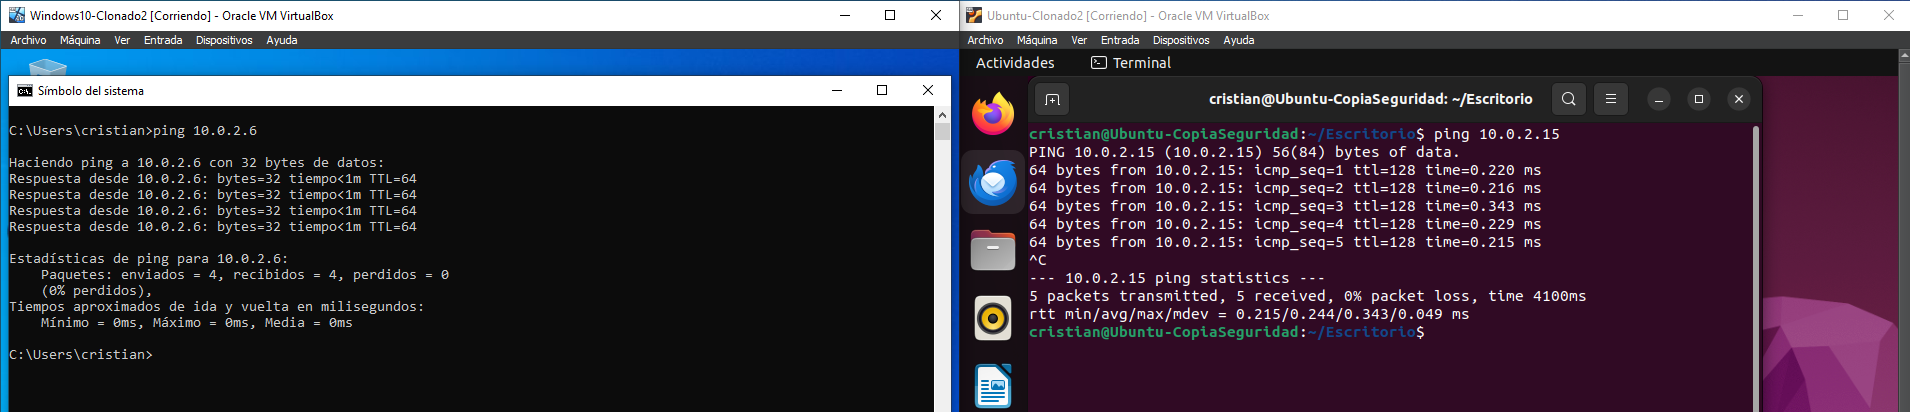 Windows10-Clonado2 [Corriendo] - Oracle VM VirtualBox
Archivo Máquina Ver Entrada Dispositivos Ayuda
Símbolo del sistema
C:\Users\cristian>ping 10.0.2.6
Haciendo ping a 10.0.2.6 con 32 bytes de datos:
Respuesta desde 10.0.2.6: bytes=32 tiempo<1m TTL=64
Respuesta desde 10.0.2.6: bytes=32 tiempo<1m TTL=64
Respuesta desde 10.0.2.6: bytes=32 tiempo<1m TTL=64
Respuesta desde 10.0.2.6: bytes=32 tiempo<1m TTL=64
Estadísticas de ping para 10.0.2.6:
Paquetes: enviados = 4, recibidos = 4, perdidos = 0
(0% perdidos),
Tiempos aproximados de ida y vuelta en milisegundos:
Mínimo = 0ms, Máximo = 0ms, Media = 0ms
C:\Users\cristian>
Ubuntu-Clonado2 [Corriendo] - Oracle VM VirtualBox
Archivo Máquina Ver Entrada Dispositivos Ayuda
Actividades Terminal
cristian@Ubuntu-CopiaSeguridad: ~/Escritorio
cristian@Ubuntu-CopiaSeguridad:~/Escritorio$ ping 10.0.2.15
PING 10.0.2.15 (10.0.2.15) 56(84) bytes of data.
64 bytes from 10.0.2.15: icmp_seq=1 ttl=128 time=0.220 ms
64 bytes from 10.0.2.15: icmp_seq=2 ttl=128 time=0.216 ms
64 bytes from 10.0.2.15: icmp_seq=3 ttl=128 time=0.343 ms
64 bytes from 10.0.2.15: icmp_seq=4 ttl=128 time=0.229 ms
64 bytes from 10.0.2.15: icmp_seq=5 ttl=128 time=0.215 ms
^C
--- 10.0.2.15 ping statistics ---
5 packets transmitted, 5 received, 0% packet loss, time 4100ms
rtt min/avg/max/mdev = 0.215/0.244/0.343/0.049 ms
cristian@Ubuntu-CopiaSeguridad:~/Escritorio$